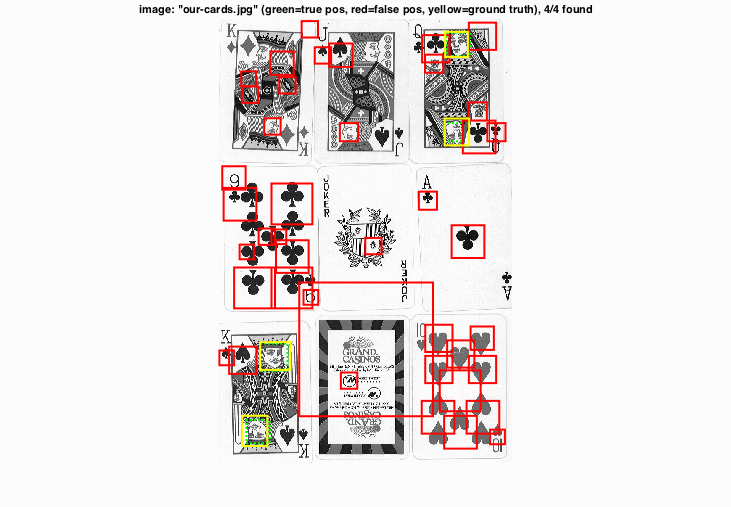 image: "our-cards.jpg" (green=true pos, red=false pos, yellow=ground truth), 4/4 found
K
J
Q
K
J
Q
9
JOKER
A
JOKER
A
9
K
10
GRAND
CASINOS
GRAND
CASINOS
K
10